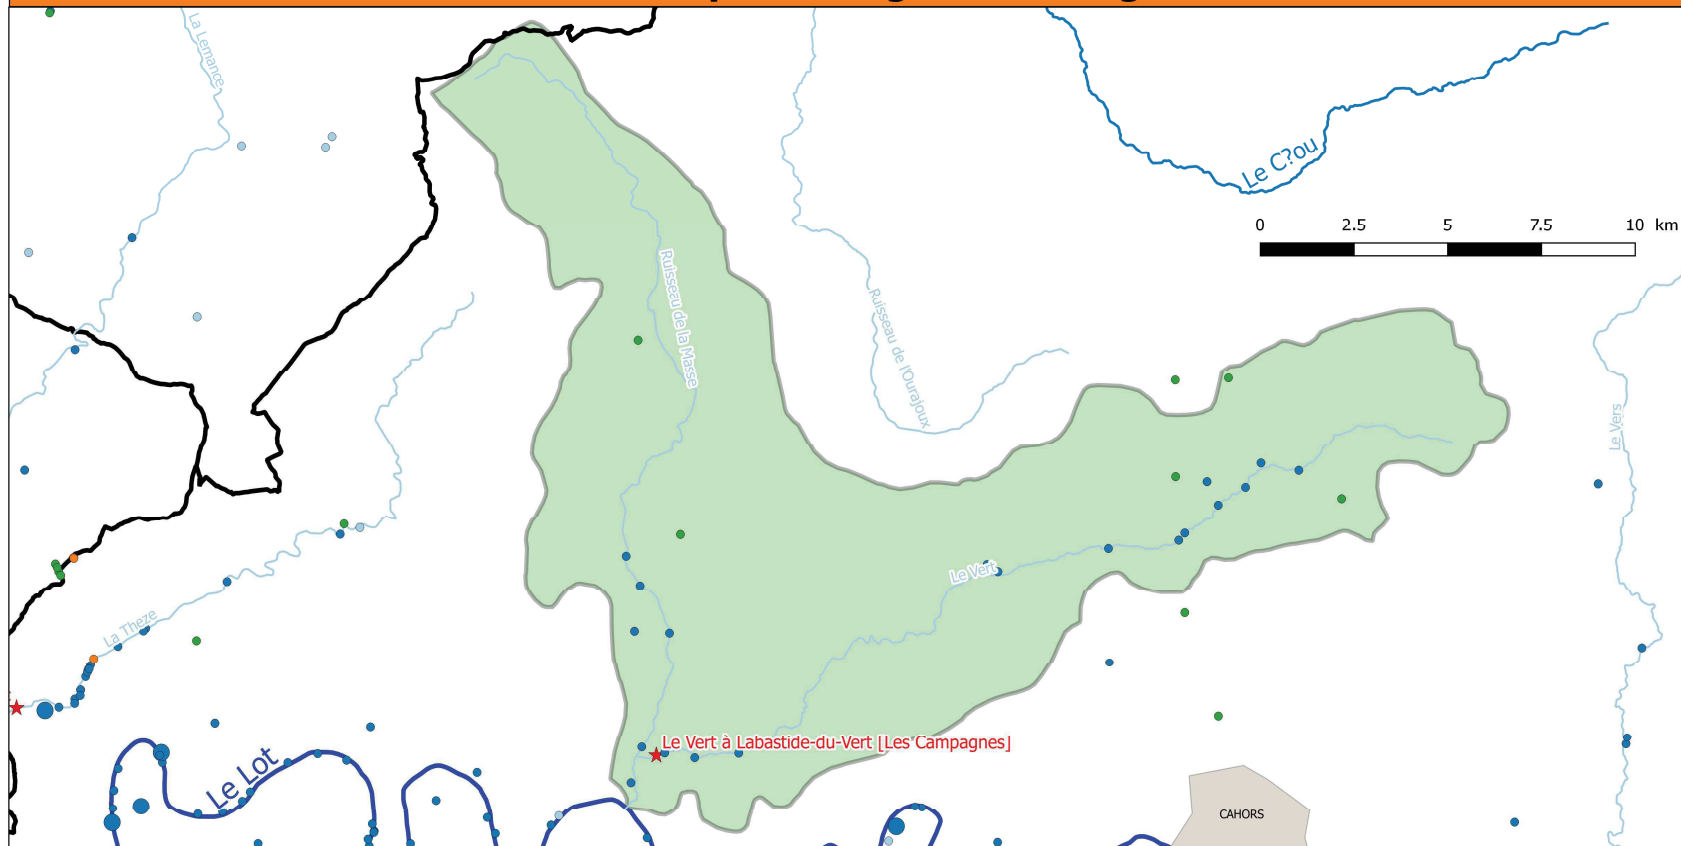 La Lemance
Le C?ou
0 2.5 5 7.5 10 km
Ruisseau de la Masse
Ruisseau de l'Ourajoux
Le Vers
Le Vert
La Theze
Le Vert à Labastide-du-Vert [Les Campagnes]
Le Lot
CAHORS